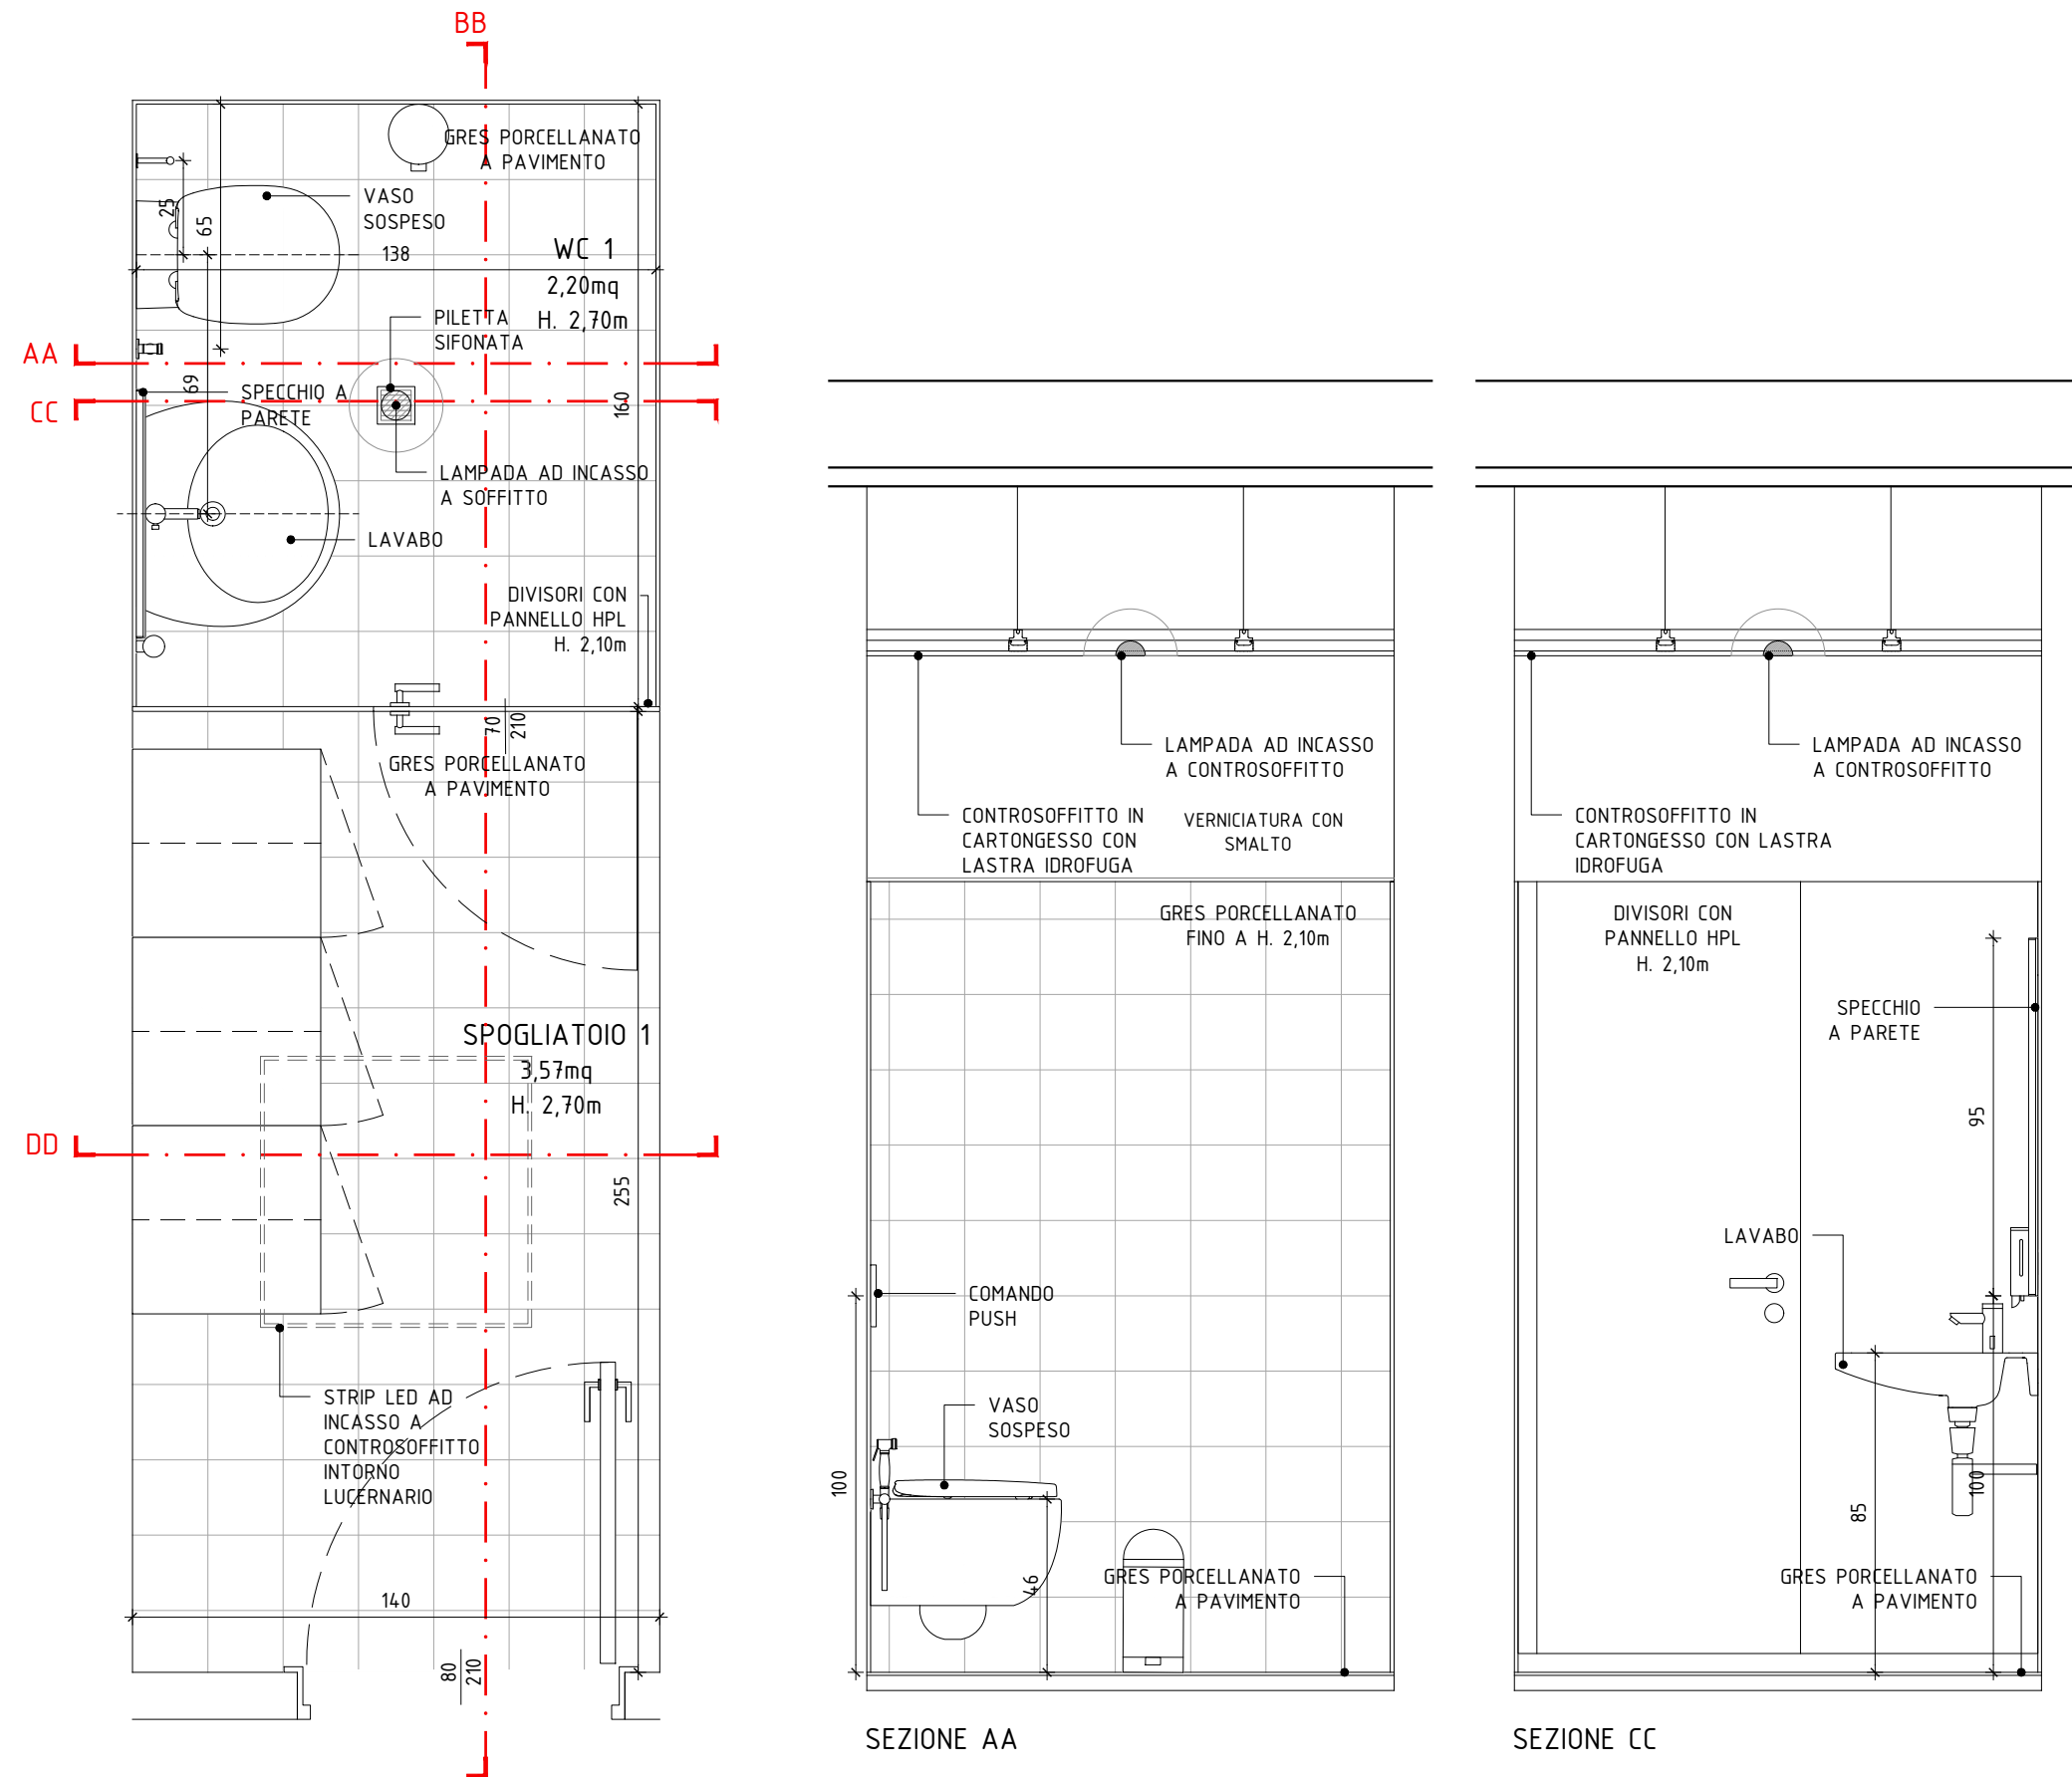 BB
GRES PORCELLANATO
A PAVIMENTO
VASO
SOSPESO
25
65
138
WC 1
2,20mq
H. 2,70m
PILETTA
SIFONATA
AA
CC
69
SPECCHIO A
PARETE
160
LAMPADA AD INCASSO
A SOFFITTO
LAVABO
DIVISORI CON
PANNELLO HPL
H. 2,10m
70
210
GRES PORCELLANATO
A PAVIMENTO
SPOGLIATOIO 1
3,57mq
H. 2,70m
DD
255
STRIP LED AD
INCASSO A
CONTROSOFFITTO
INTORNO
LUCERNARIO
140
80
210
LAMPADA AD INCASSO
A CONTROSOFFITTO
CONTROSOFFITTO IN
CARTONGESSO CON
LASTRA IDROFUGA
VERNICIATURA CON
SMALTO
GRES PORCELLANATO
FINO A H. 2,10m
COMANDO
PUSH
VASO
SOSPESO
100
46
GRES PORCELLANATO
A PAVIMENTO
SEZIONE AA
LAMPADA AD INCASSO
A CONTROSOFFITTO
CONTROSOFFITTO IN
CARTONGESSO CON LASTRA
IDROFUGA
DIVISORI CON
PANNELLO HPL
H. 2,10m
SPECCHIO
A PARETE
95
LAVABO
100
85
GRES PORCELLANATO
A PAVIMENTO
SEZIONE CC